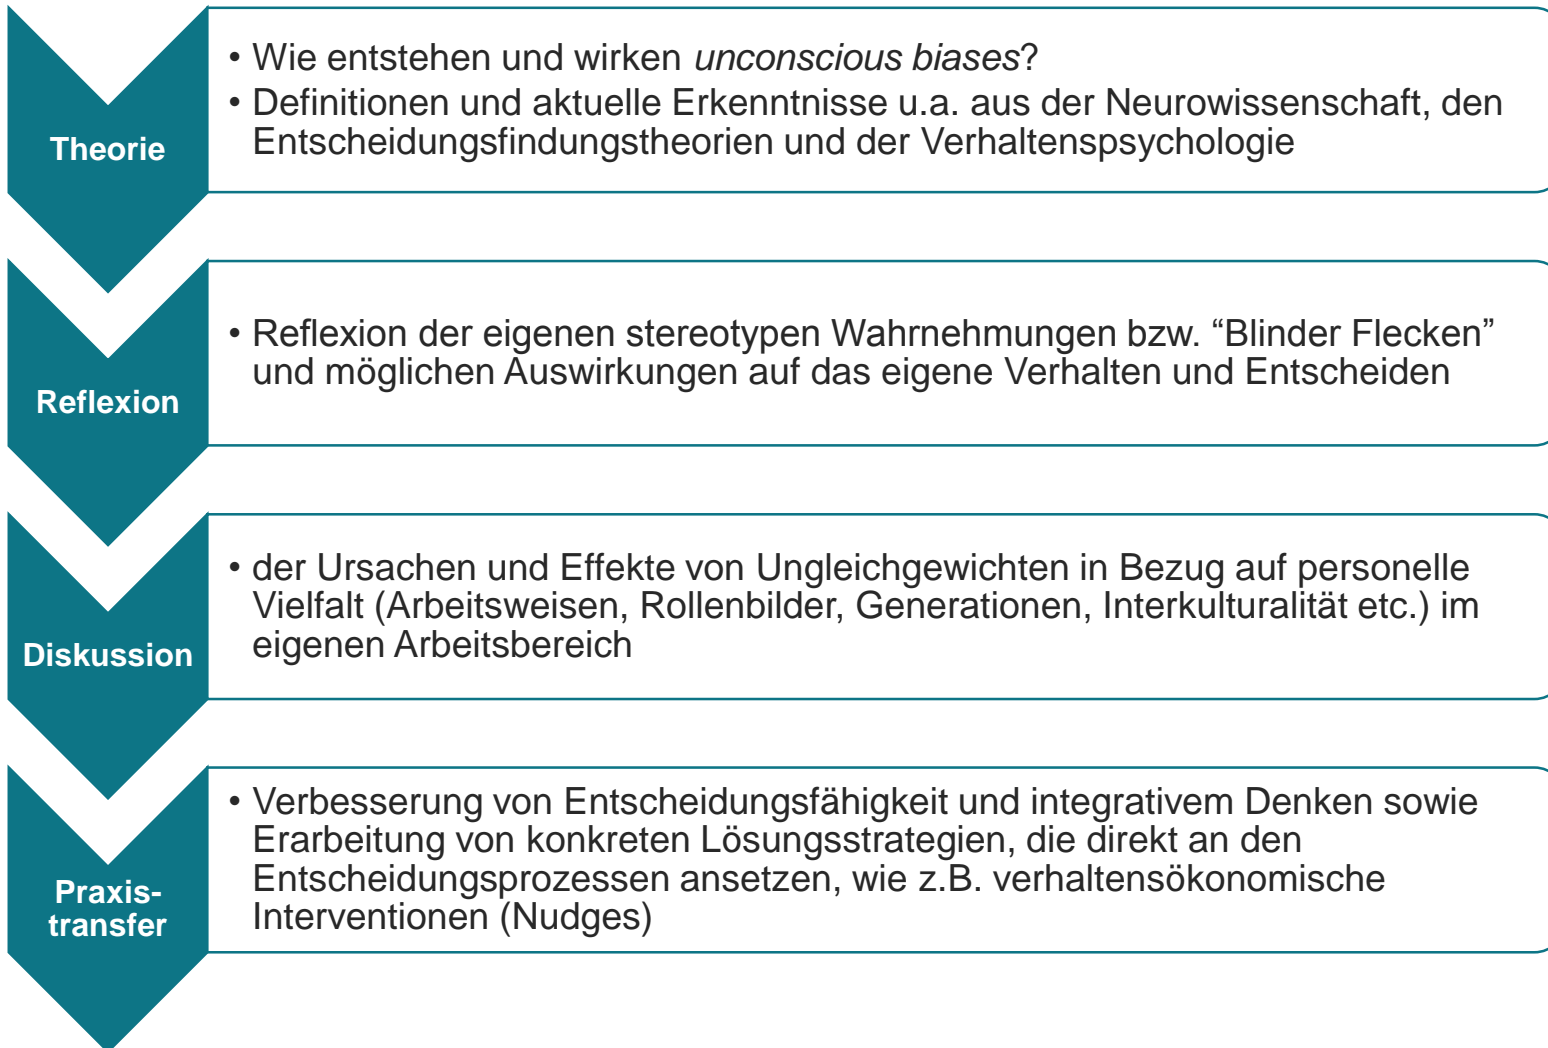 Theorie
• Wie entstehen und wirken unconscious biases?
• Definitionen und aktuelle Erkenntnisse u.a. aus der Neurowissenschaft, den
Entscheidungsfindungstheorien und der Verhaltenspsychologie
Reflexion
• Reflexion der eigenen stereotypen Wahrnehmungen bzw. “Blinder Flecken”
und möglichen Auswirkungen auf das eigene Verhalten und Entscheiden
Diskussion
• der Ursachen und Effekte von Ungleichgewichten in Bezug auf personelle
Vielfalt (Arbeitsweisen, Rollenbilder, Generationen, Interkulturalität etc.) im
eigenen Arbeitsbereich
Praxis-
transfer
• Verbesserung von Entscheidungsfähigkeit und integrativem Denken sowie
Erarbeitung von konkreten Lösungsstrategien, die direkt an den
Entscheidungsprozessen ansetzen, wie z.B. verhaltensökonomische
Interventionen (Nudges)